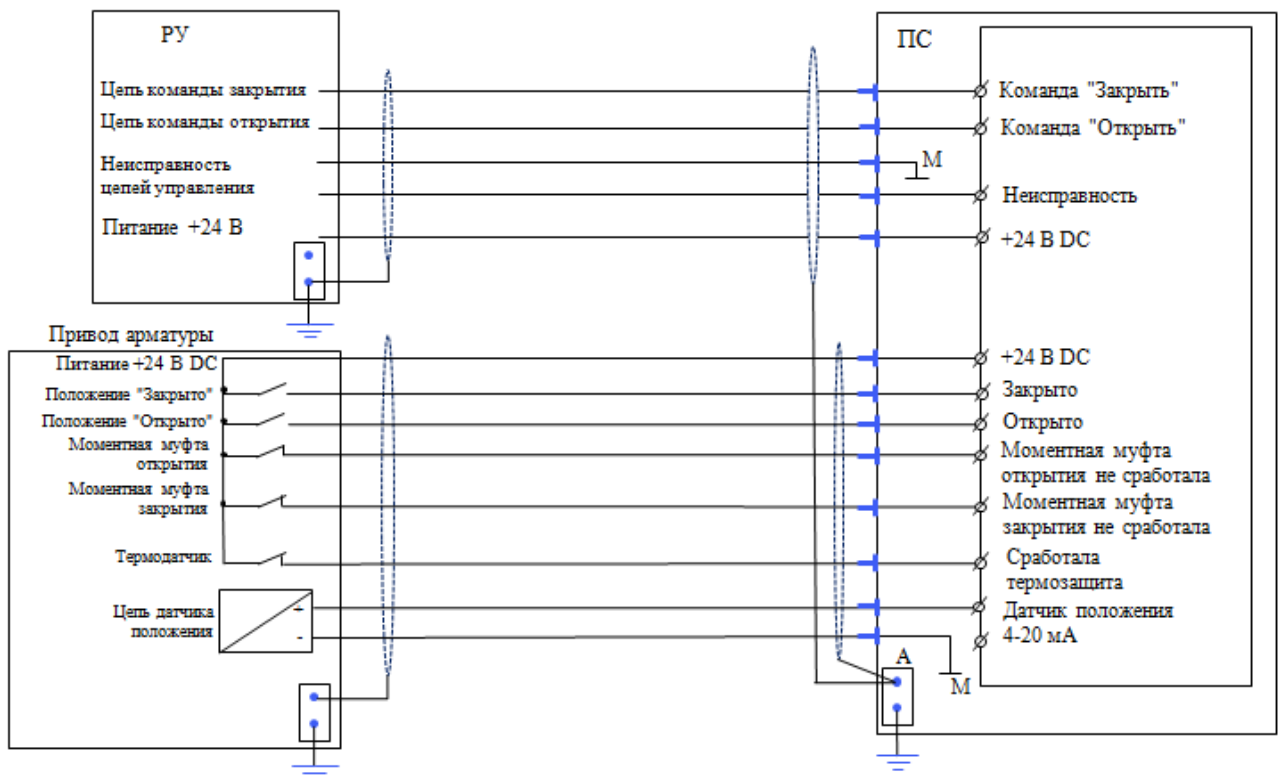 РУ
Цепь команды закрытия
Цепь команды открытия
Неисправность
цепей управления
Питание +24 В
ПС
Команда "Закрыть"
Команда "Открыть"
М
Неисправность
+24 В DC
Привод арматуры
Питание +24 В DC
Положение "Закрыто"
Положение "Открыто"
Моментная муфта
открытия
Моментная муфта
закрытия
Термодатчик
Цепь датчика
положения
+
-
+24 В DC
Закрыто
Открыто
Моментная муфта
открытия не сработала
Моментная муфта
закрытия не сработала
Сработала
термозащита
Датчик положения
4-20 мА
А
М